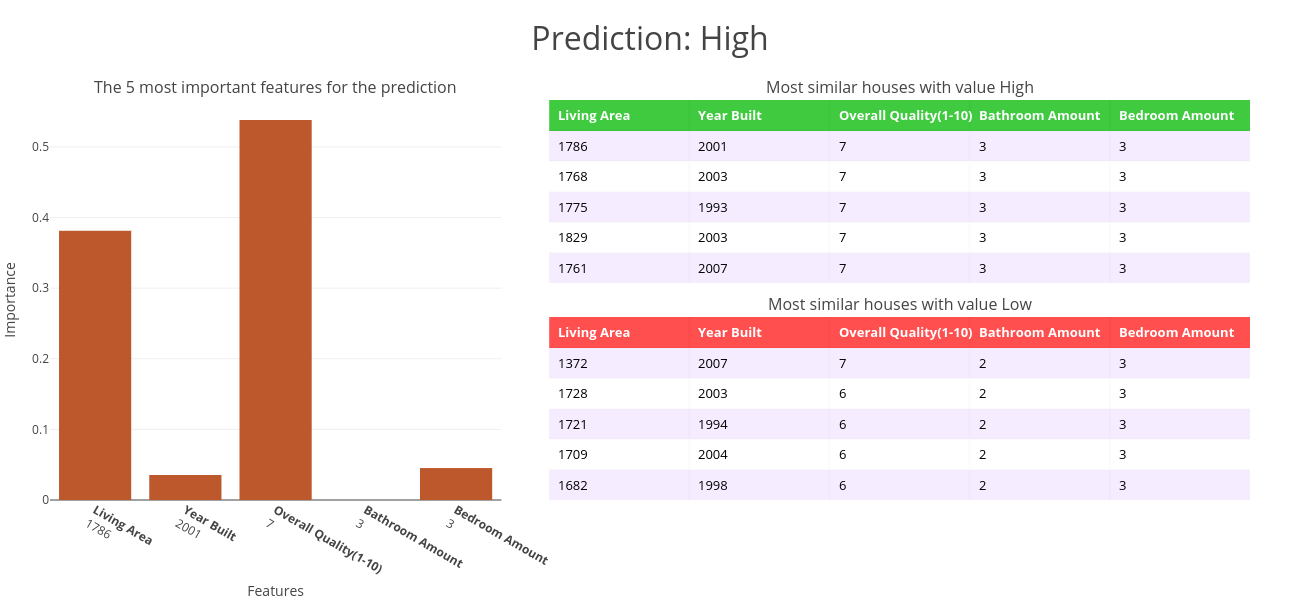 Prediction: High
The 5 most important features for the prediction
Importance
0.5
0.4
0.3
0.2
0.1
0
Living Area
1786
Year Built
2001
Overall Quality(1-10)
7
Bathroom Amount
3
Bedroom Amount
3
Features
Most similar houses with value High
Living Area Year Built Overall Quality(1-10) Bathroom Amount Bedroom Amount
1786 2001 7 3 3
1768 2003 7 3 3
1775 1993 7 3 3
1829 2003 7 3 3
1761 2007 7 3 3
Most similar houses with value Low
Living Area Year Built Overall Quality(1-10) Bathroom Amount Bedroom Amount
1372 2007 7 2 3
1728 2003 6 2 3
1721 1994 6 2 3
1709 2004 6 2 3
1682 1998 6 2 3